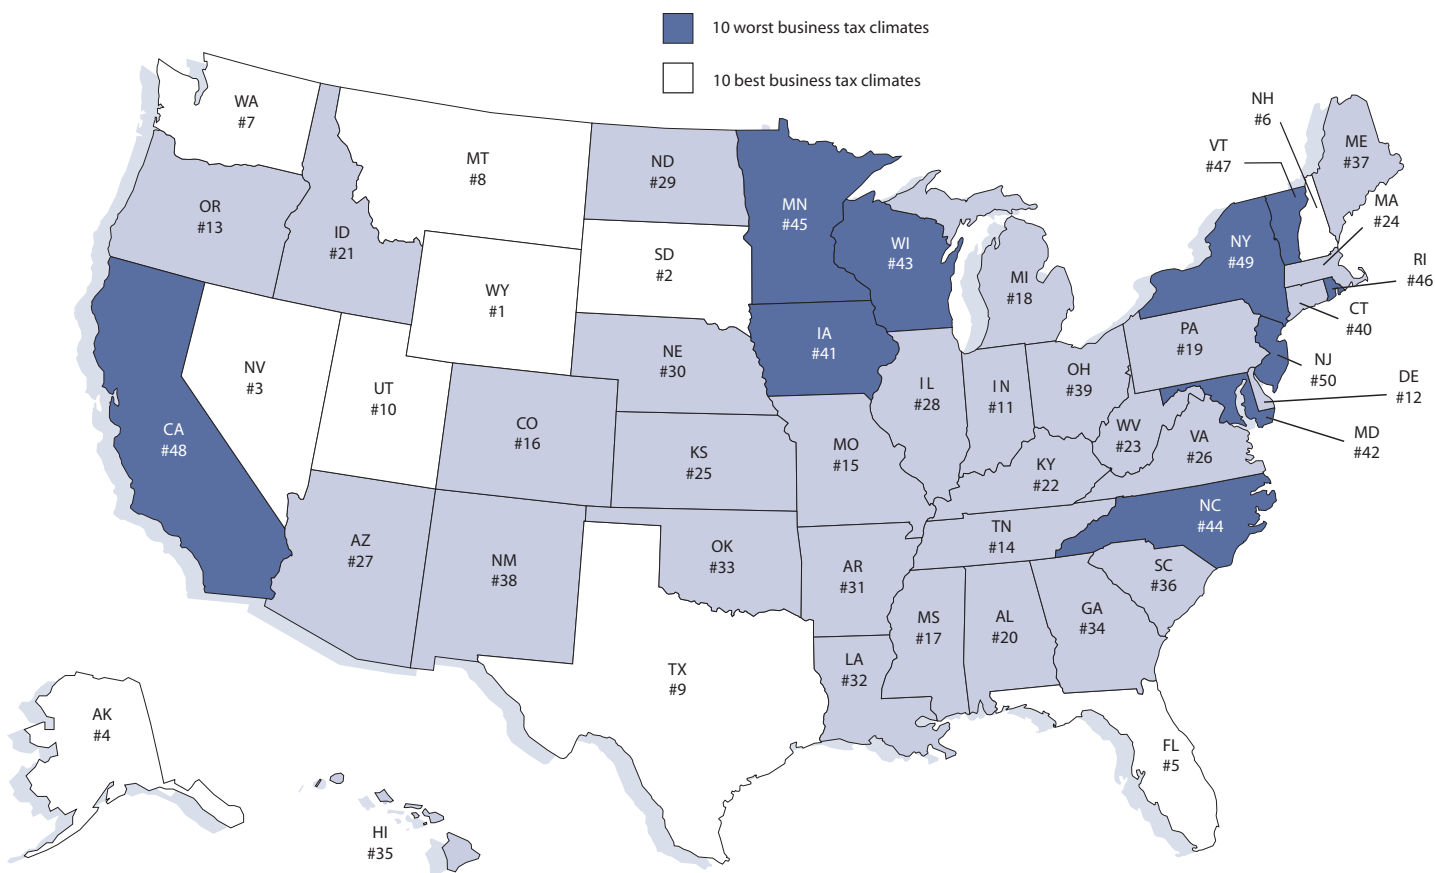 10 worst business tax climates
10 best business tax climates
WA
#7
MT
#8
ND
#29
MN
#45
NH
#6
VT
#47
ME
#37
MA
#24
OR
#13
ID
#21
WY
#1
SD
#2
WI
#43
MI
#18
NY
#49
RI
#46
CT
#40
NV
#3
UT
#10
NE
#30
IA
#41
IL
#28
IN
#11
OH
#39
PA
#19
NJ
#50
DE
#12
MD
#42
CA
#48
CO
#16
KS
#25
MO
#15
KY
#22
WV
#23
VA
#26
AZ
#27
NM
#38
OK
#33
AR
#31
TN
#14
NC
#44
SC
#36
MS
#17
AL
#20
GA
#34
TX
#9
LA
#32
FL
#5
AK
#4
HI
#35